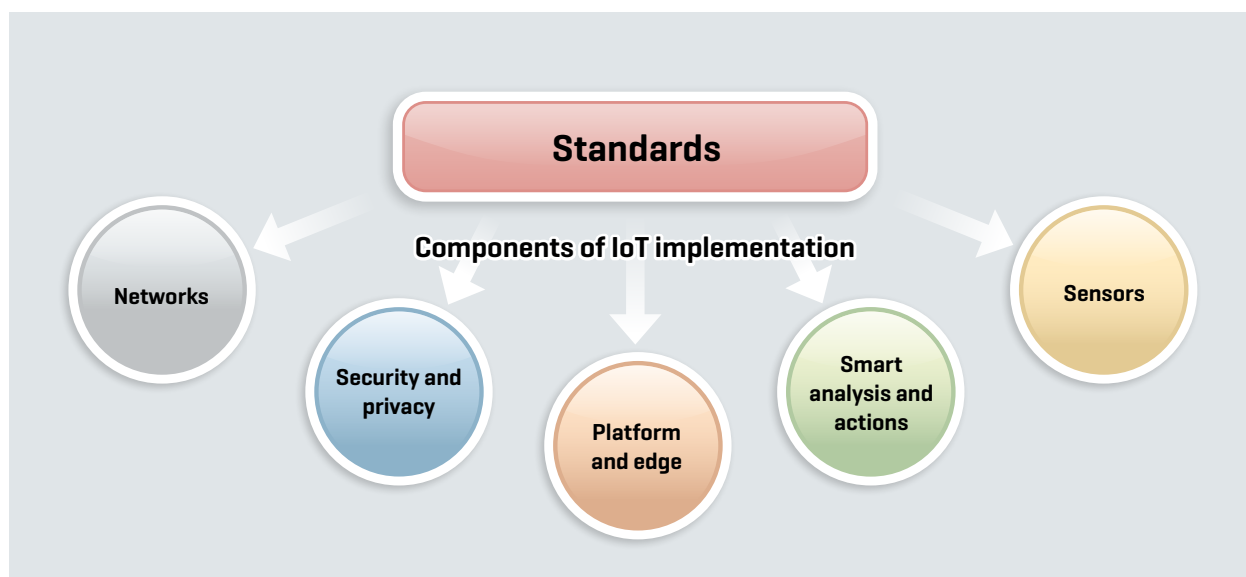 Standards
Components of IoT implementation
Networks
Sensors
Security and
privacy
Smart
analysis and
actions
Platform
and edge